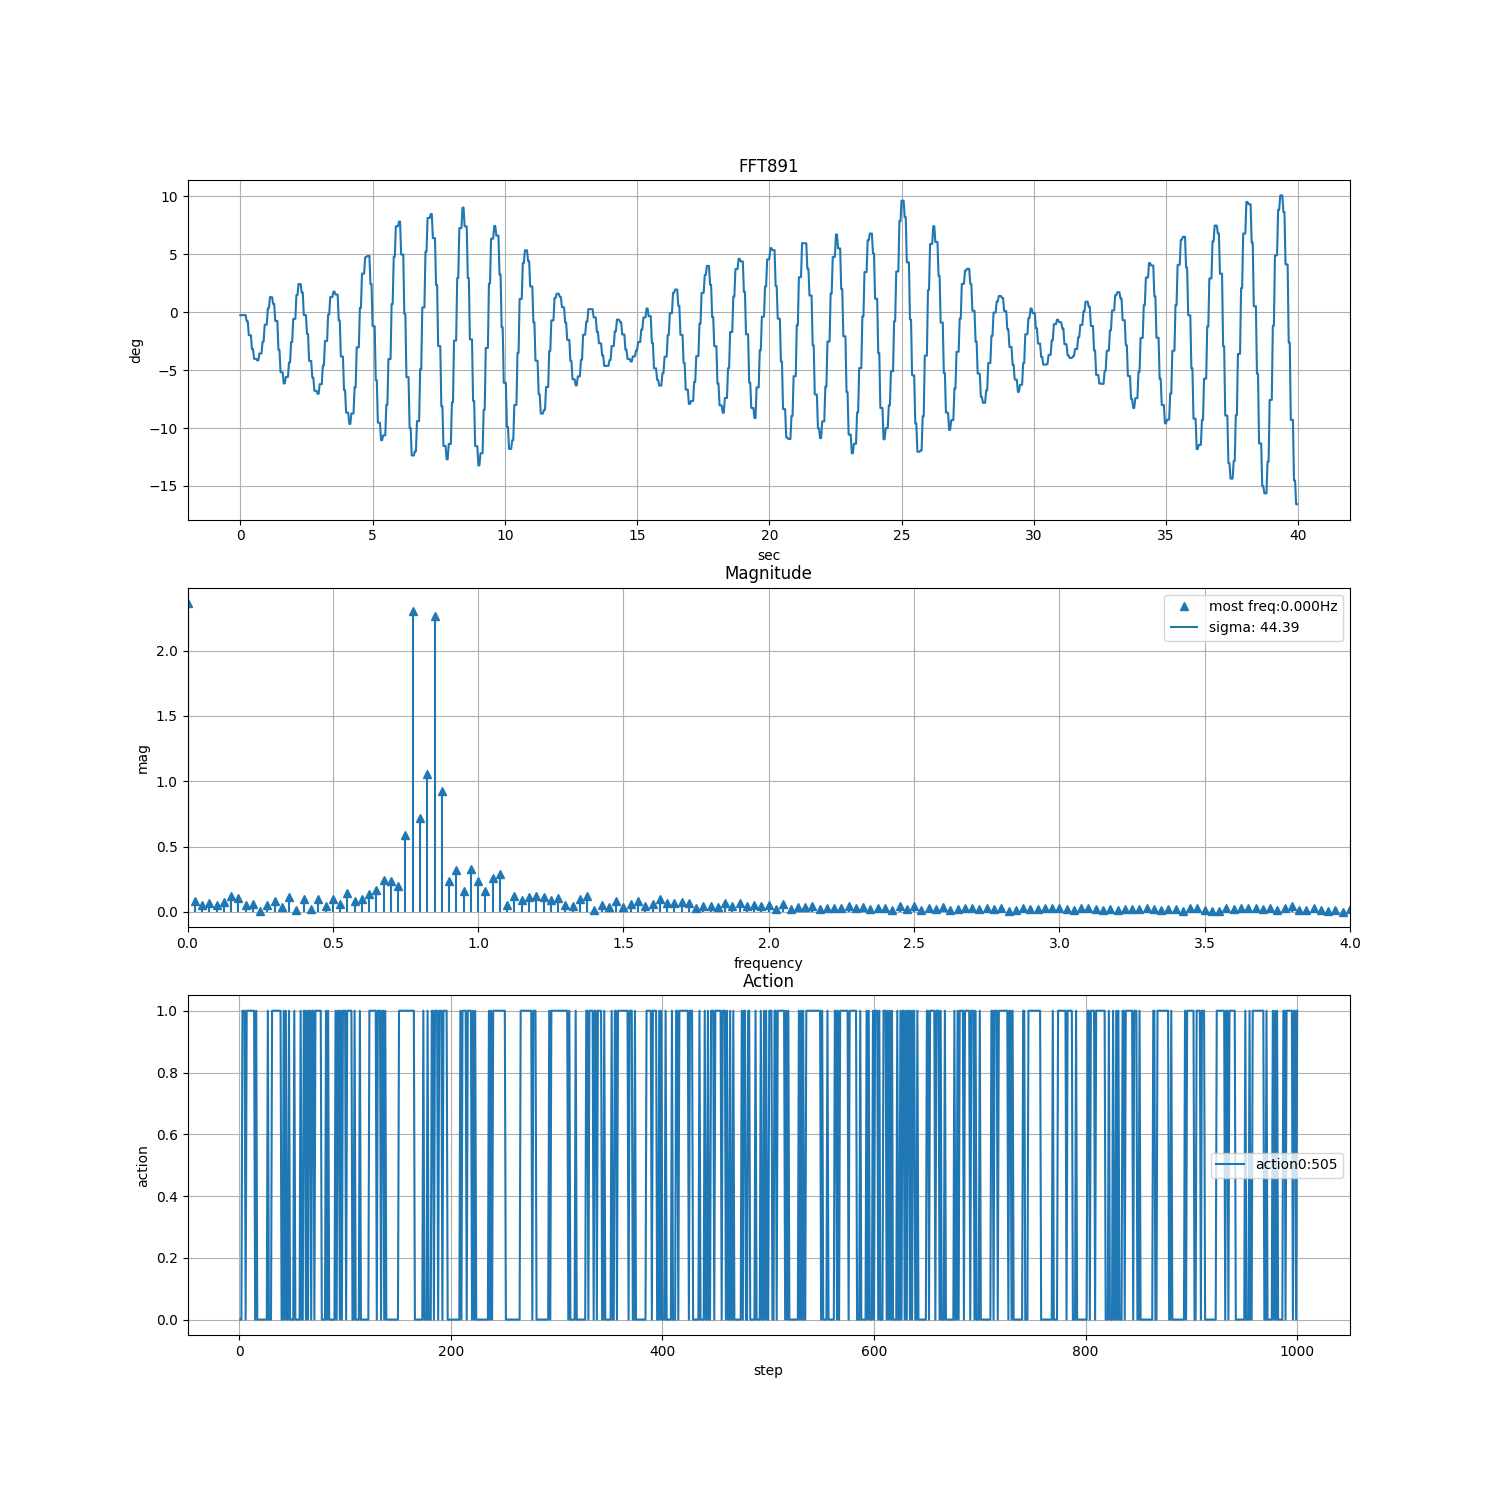 FFT891
10
5
0
−5
−10
−15
deg
0 5 10 15 20 25 30 35 40
sec
Magnitude
most freq:0.000Hz
sigma: 44.39
2.0
1.5
1.0
0.5
0.0
mag
0.0 0.5 1.0 1.5 2.0 2.5 3.0 3.5 4.0
frequency
Action
1.0
0.8
0.6
0.4
0.2
0.0
action
action0:505
0 200 400 600 800 1000
step